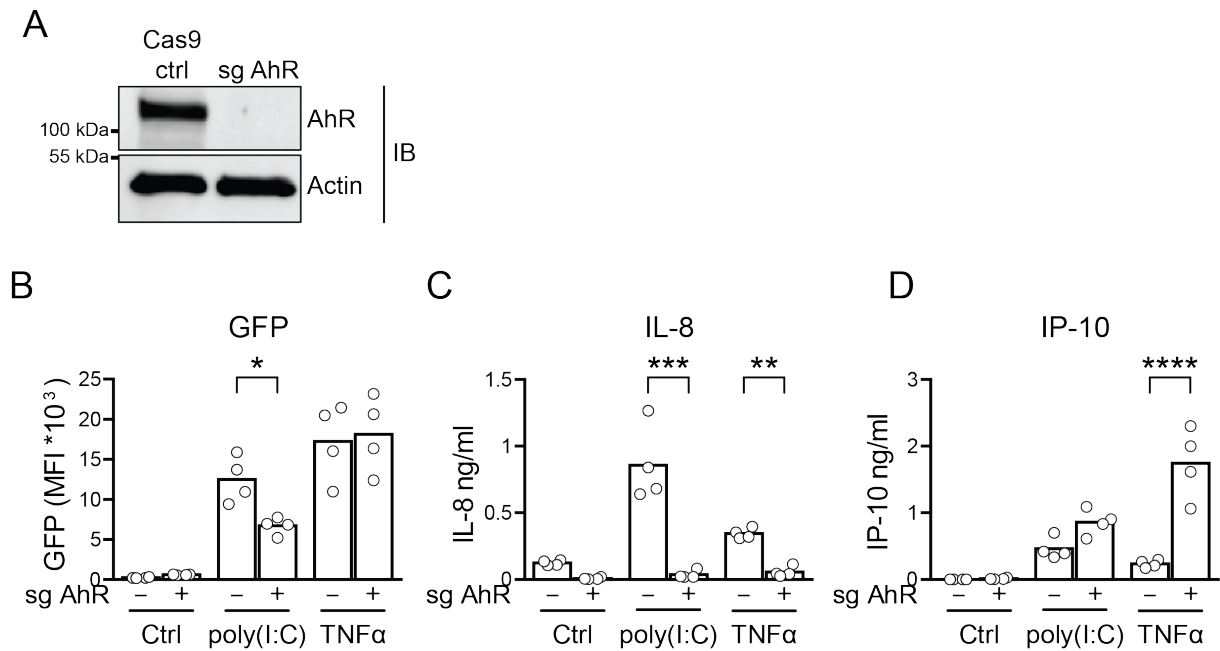 A
Cas9
ctrl sg AhR
AhR
100 kDa
55 kDa
IB
Actin
B
GFP
*
GFP (MFI *10³)
25
20
15
10
5
0
sg AhR − + − + − +
Ctrl poly(I:C) TNFα
C
IL-8
*** **
IL-8 ng/ml
1.5
1
0.5
0
sg AhR − + − + − +
Ctrl poly(I:C) TNFα
D
IP-10
****
IP-10 ng/ml
3
2
1
0
sg AhR − + − + − +
Ctrl poly(I:C) TNFα